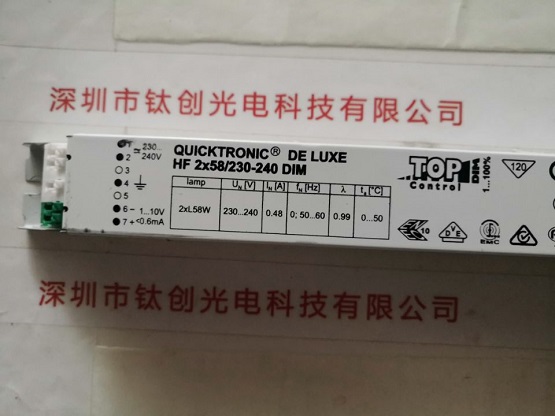 深圳市钛创光电科技有限公司
QUICKTRONIC® DE LUXE
HF 2x58/230-240 DIM
1 ≂ 230...
2 240V
3
4
5
6 − 1...10V
7 + <0.6mA
lamp UN [V] IN [A] fN [Hz] λ tₐ [°C]
2xL58W 230...240 0.48 0; 50...60 0.99 0...50
TOP
Control
DIM
1...100%
120
10
VDE
EMC
深圳市钛创光电科技有限公司